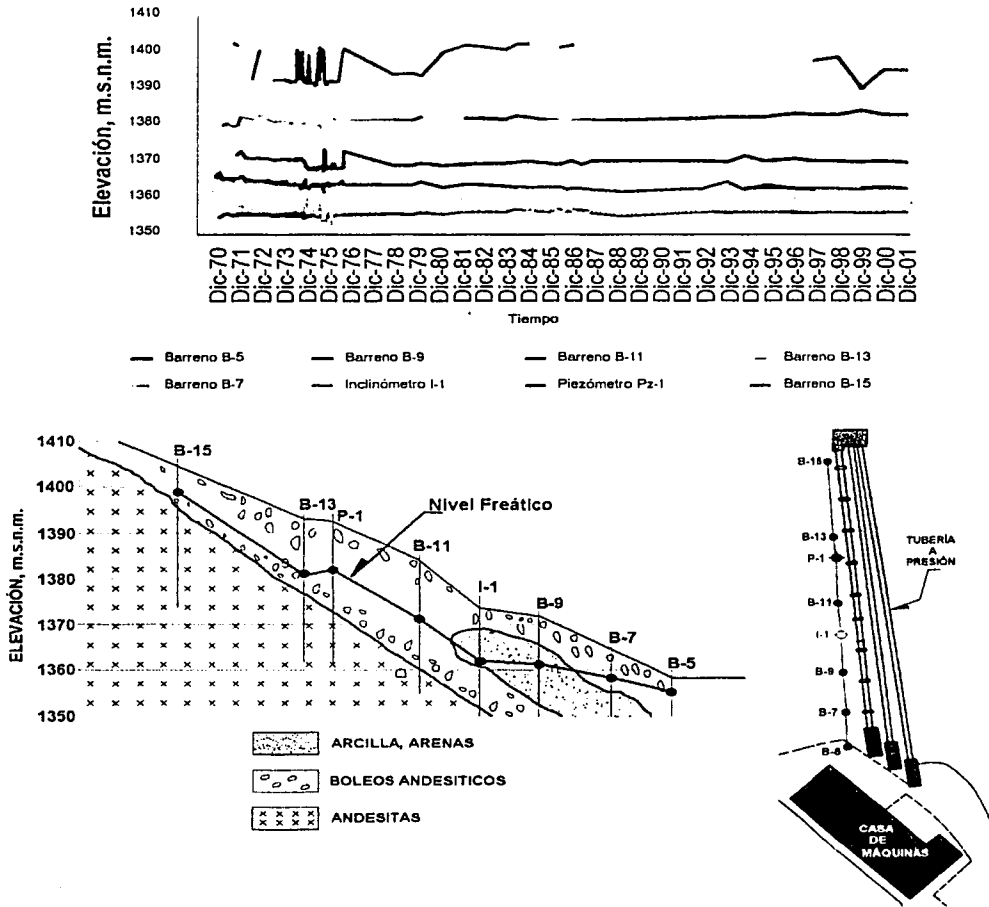 1410
1400
1390
1380
1370
1360
1350
Elevación, m.s.n.m.
Dic-70
Dic-71
Dic-72
Dic-73
Dic-74
Dic-75
Dic-76
Dic-77
Dic-78
Dic-79
Dic-80
Dic-81
Dic-82
Dic-83
Dic-84
Dic-85
Dic-86
Dic-87
Dic-88
Dic-89
Dic-90
Dic-91
Dic-92
Dic-93
Dic-94
Dic-95
Dic-96
Dic-97
Dic-98
Dic-99
Dic-00
Dic-01
Tiempo
Barreno B-5
Barreno B-9
Barreno B-11
Barreno B-13
Barreno B-7
Inclinómetro I-1
Piezómetro Pz-1
Barreno B-15
1410
1400
1390
1380
1370
1360
1350
ELEVACIÓN, m.s.n.m.
B-15
B-13
P-1
Nivel Freático
B-11
I-1
B-9
B-7
B-5
ARCILLA, ARENAS
BOLEOS ANDESITICOS
ANDESITAS
B-15
B-13
P-1
B-11
I-1
B-9
B-7
TUBERÍA
A
PRESIÓN
CASA
DE
MÁQUINAS